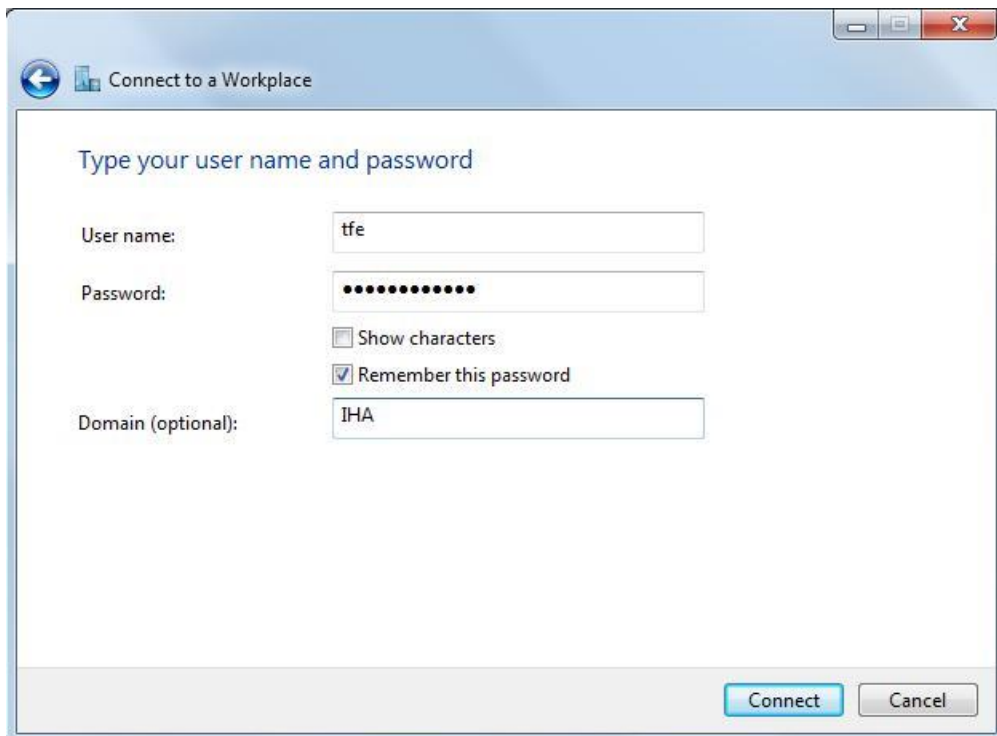 Connect to a Workplace
Type your user name and password
User name: tfe
Password: ••••••••••••
Show characters
Remember this password
Domain (optional): IHA
Connect Cancel